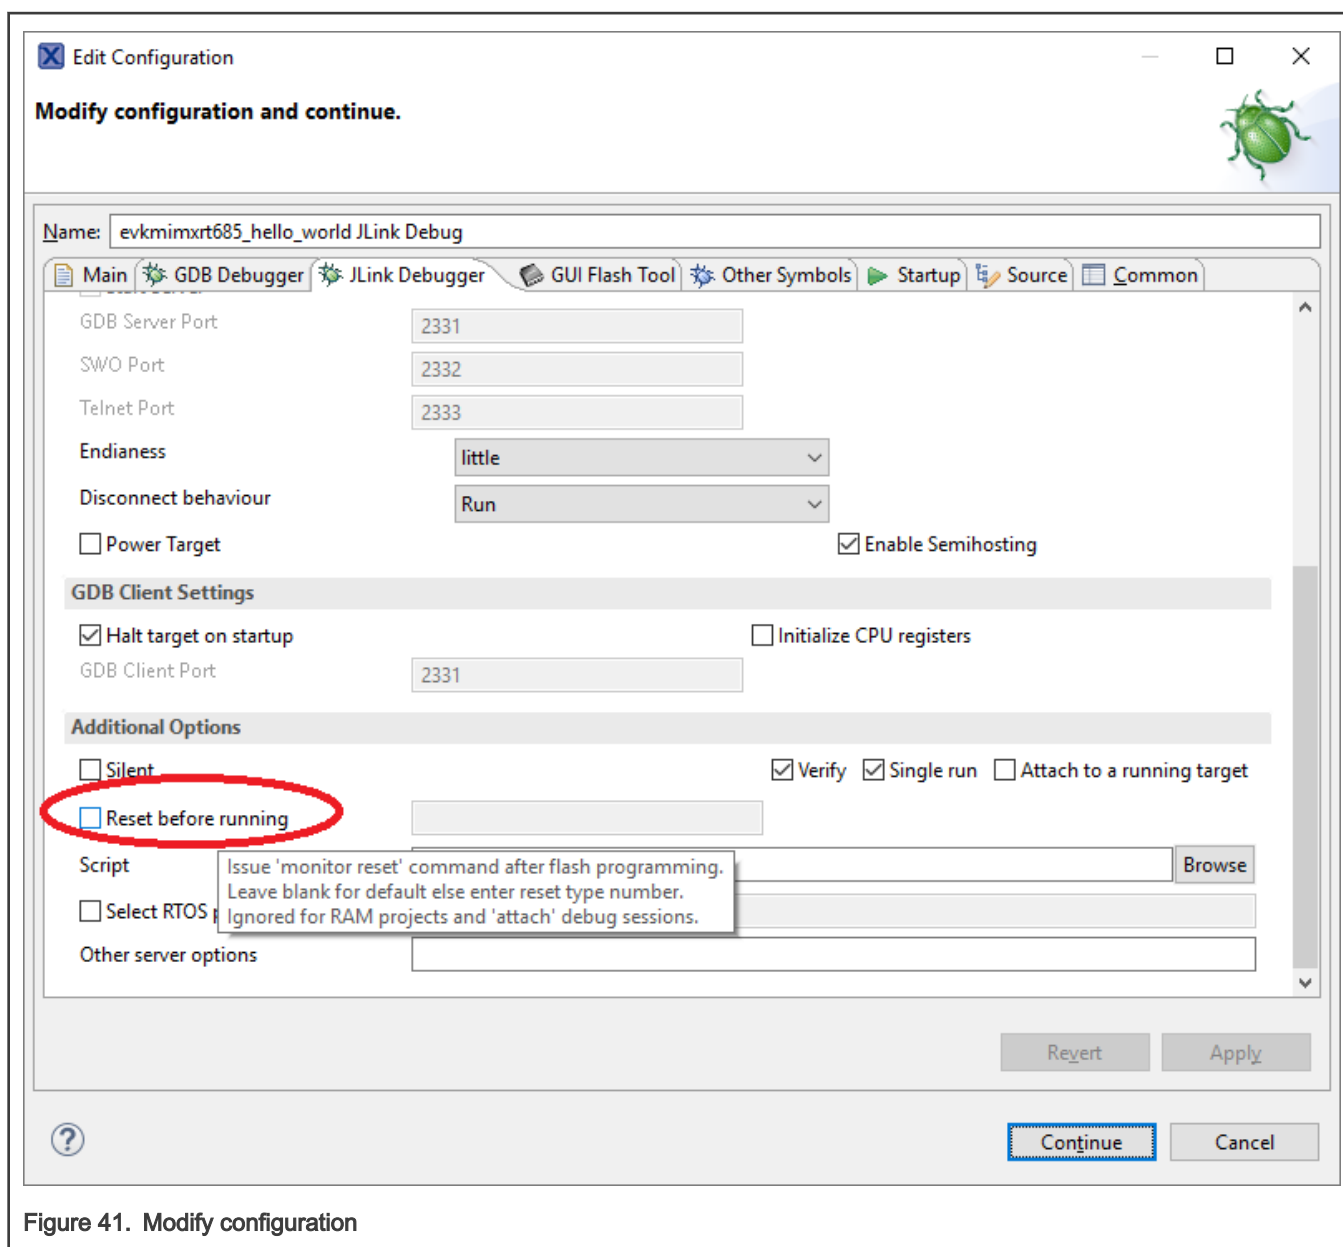 Edit Configuration
Modify configuration and continue.
Name: evkmimxrt685_hello_world JLink Debug
Main GDB Debugger JLink Debugger GUI Flash Tool Other Symbols Startup Source Common
GDB Server Port 2331
SWO Port 2332
Telnet Port 2333
Endianess little
Disconnect behaviour Run
Power Target Enable Semihosting
GDB Client Settings
Halt target on startup Initialize CPU registers
GDB Client Port 2331
Additional Options
Silent Verify Single run Attach to a running target
Reset before running
Script Browse
Issue 'monitor reset' command after flash programming.
Leave blank for default else enter reset type number.
Ignored for RAM projects and 'attach' debug sessions.
Select RTOS
Other server options
Revert Apply
Continue Cancel
Figure 41. Modify configuration